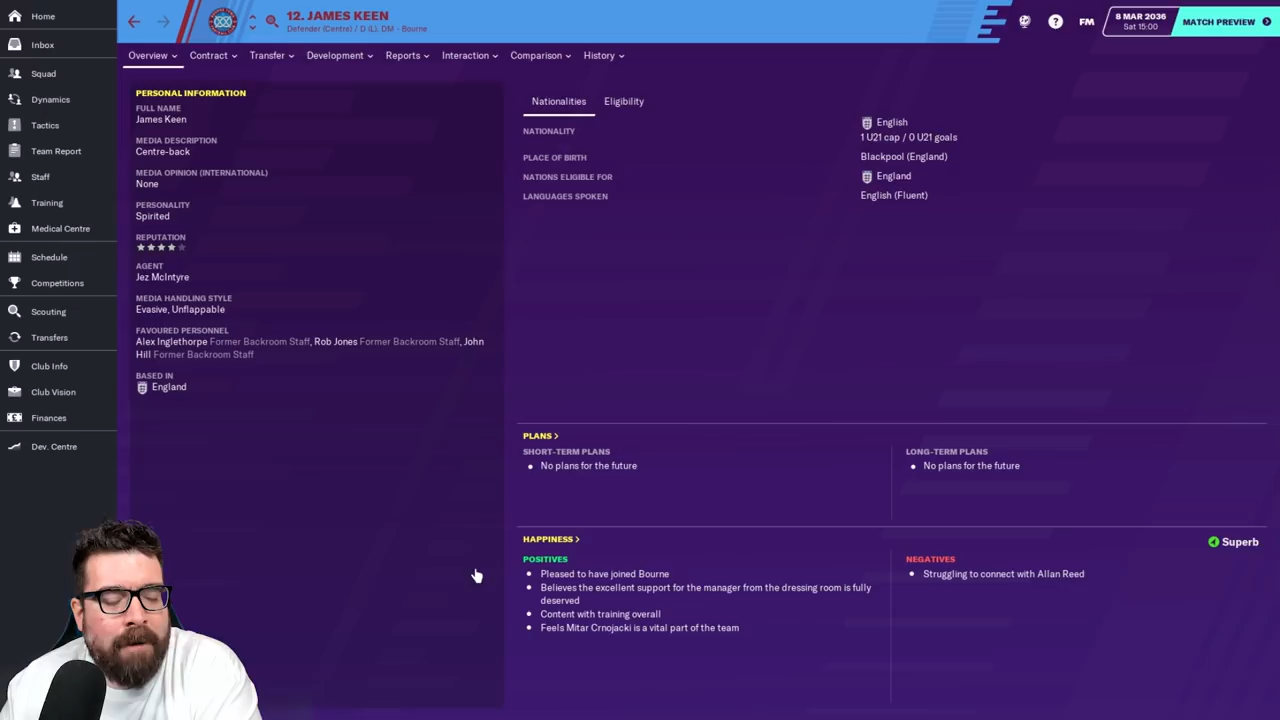 Home
Inbox
Squad
Dynamics
Tactics
Team Report
Staff
Training
Medical Centre
Schedule
Competitions
Scouting
Transfers
Club Info
Club Vision
Finances
Dev. Centre
12. JAMES KEEN
Defender (Centre) / D (L), DM - Bourne
FM
8 MAR 2036
Sat 15:00
MATCH PREVIEW
Overview
Contract
Transfer
Development
Reports
Interaction
Comparison
History
PERSONAL INFORMATION
FULL NAME
James Keen
MEDIA DESCRIPTION
Centre-back
MEDIA OPINION (INTERNATIONAL)
None
PERSONALITY
Spirited
REPUTATION
AGENT
Jez McIntyre
MEDIA HANDLING STYLE
Evasive, Unflappable
FAVOURED PERSONNEL
Alex Inglethorpe Former Backroom Staff, Rob Jones Former Backroom Staff, John
Hill Former Backroom Staff
BASED IN
England
Nationalities
Eligibility
NATIONALITY
English
1 U21 cap / 0 U21 goals
PLACE OF BIRTH
Blackpool (England)
NATIONS ELIGIBLE FOR
England
LANGUAGES SPOKEN
English (Fluent)
PLANS >
SHORT-TERM PLANS
• No plans for the future
LONG-TERM PLANS
• No plans for the future
HAPPINESS >
Superb
POSITIVES
• Pleased to have joined Bourne
• Believes the excellent support for the manager from the dressing room is fully
deserved
• Content with training overall
• Feels Mitar Crnojacki is a vital part of the team
NEGATIVES
• Struggling to connect with Allan Reed